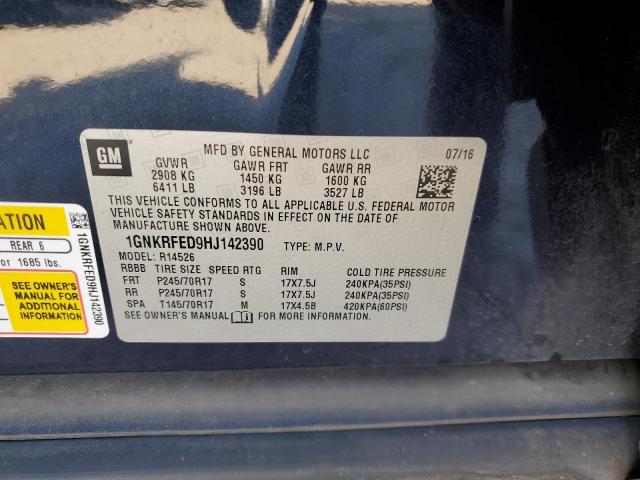 GM
MFD BY GENERAL MOTORS LLC 07/16
GVWR GAWR FRT GAWR RR
2908 KG 1450 KG 1600 KG
6411 LB 3196 LB 3527 LB
THIS VEHICLE CONFORMS TO ALL APPLICABLE U.S. FEDERAL MOTOR
VEHICLE SAFETY STANDARDS IN EFFECT ON THE DATE OF
MANUFACTURE SHOWN ABOVE.
1GNKRFED9HJ142390 TYPE: M.P.V.
MODEL: R14526
RBBB TIRE SIZE SPEED RTG RIM COLD TIRE PRESSURE
FRT P245/70R17 S 17X7.5J 240KPA(35PSI)
RR P245/70R17 S 17X7.5J 240KPA(35PSI)
SPA T145/70R17 M 17X4.5B 420KPA(60PSI)
SEE OWNER'S MANUAL FOR MORE INFORMATION.
REAR 6
or 1685 lbs.
SEE OWNER'S
MANUAL FOR
ADDITIONAL
INFORMATION
1GNKRFED9HJ142390